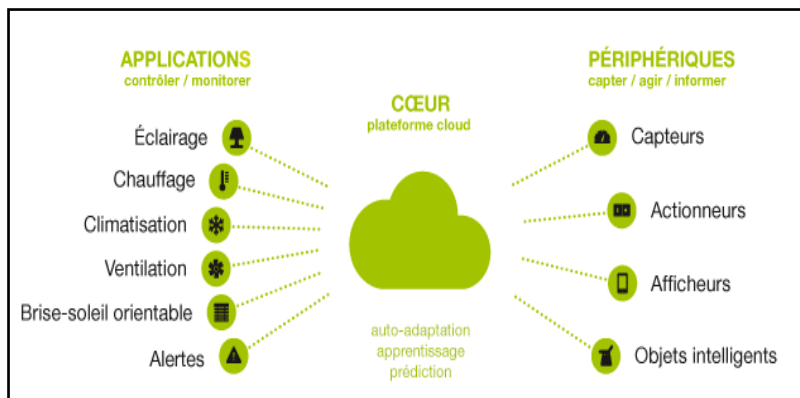 APPLICATIONS
contrôler / monitorer
Éclairage
Chauffage
Climatisation
Ventilation
Brise-soleil orientable
Alertes
CŒUR
plateforme cloud
auto-adaptation
apprentissage
prédiction
PÉRIPHÉRIQUES
capter / agir / informer
Capteurs
Actionneurs
Afficheurs
Objets intelligents